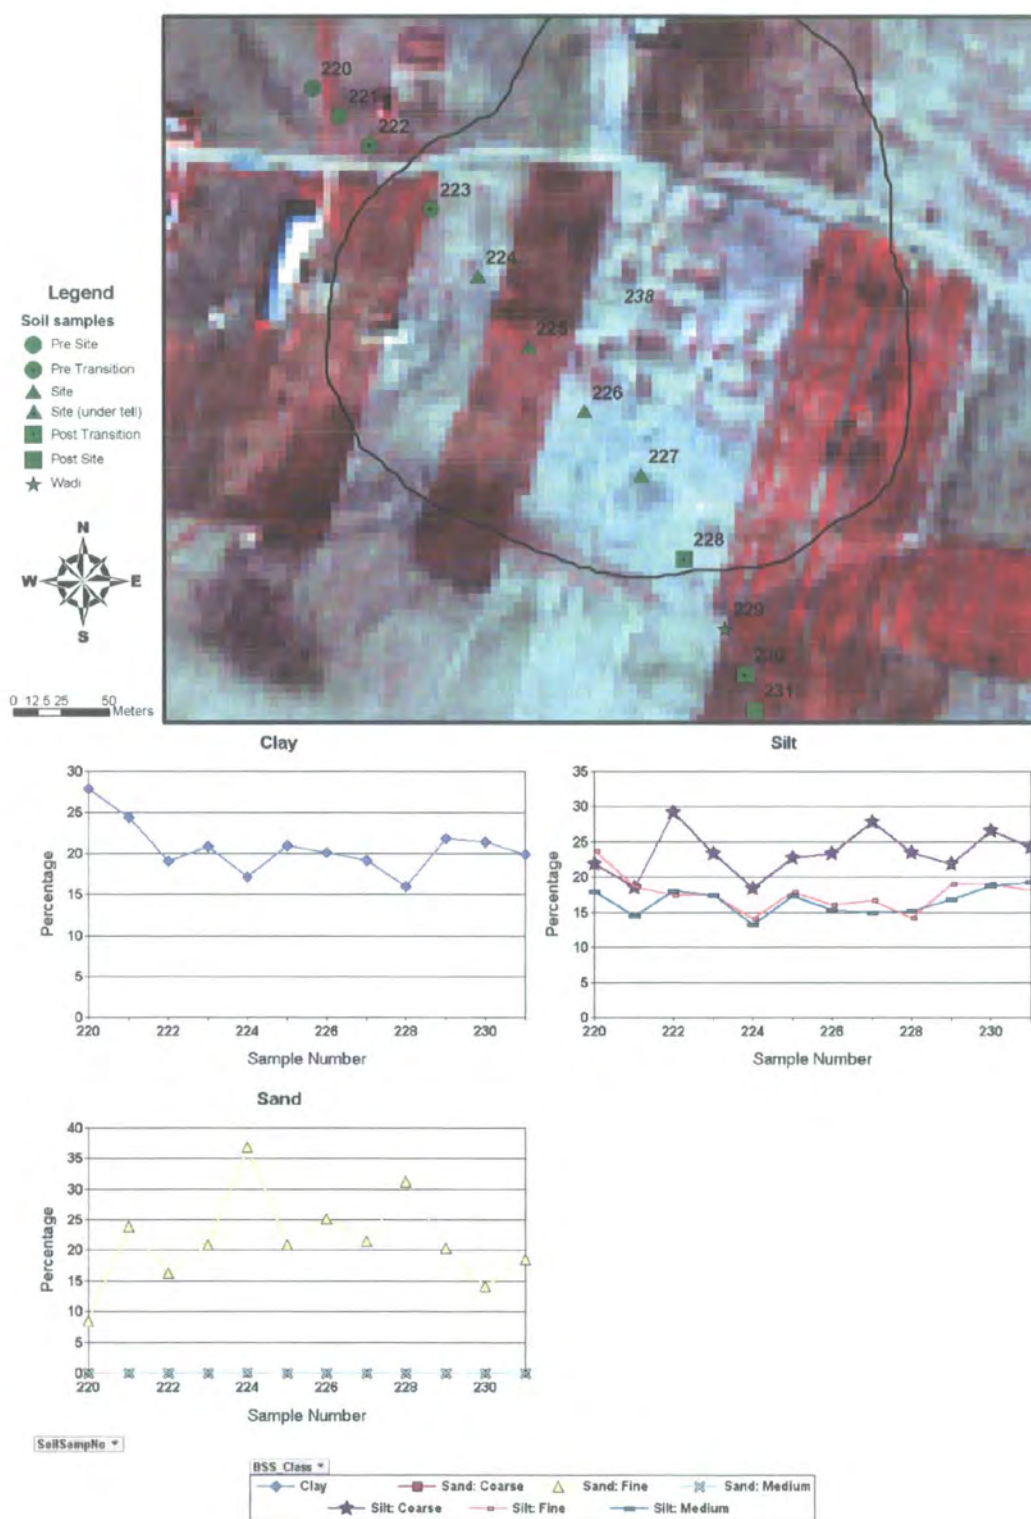 220
221
222
223
224
238
225
226
227
228
229
230
231
Legend
Soil samples
Pre Site
Pre Transition
Site
Site (under tell)
Post Transition
Post Site
Wadi
N
W E
S
0 12.5 25 50
Meters
Clay
30
25
20
15
10
5
0
Percentage
220 222 224 226 228 230
Sample Number
Silt
35
30
25
20
15
10
5
0
Percentage
220 222 224 226 228 230
Sample Number
Sand
40
35
30
25
20
15
10
5
0
Percentage
220 222 224 226 228 230
Sample Number
SoilSampNo
BSS_Class
Clay Sand: Coarse Sand: Fine Sand: Medium
Silt: Coarse Silt: Fine Silt: Medium